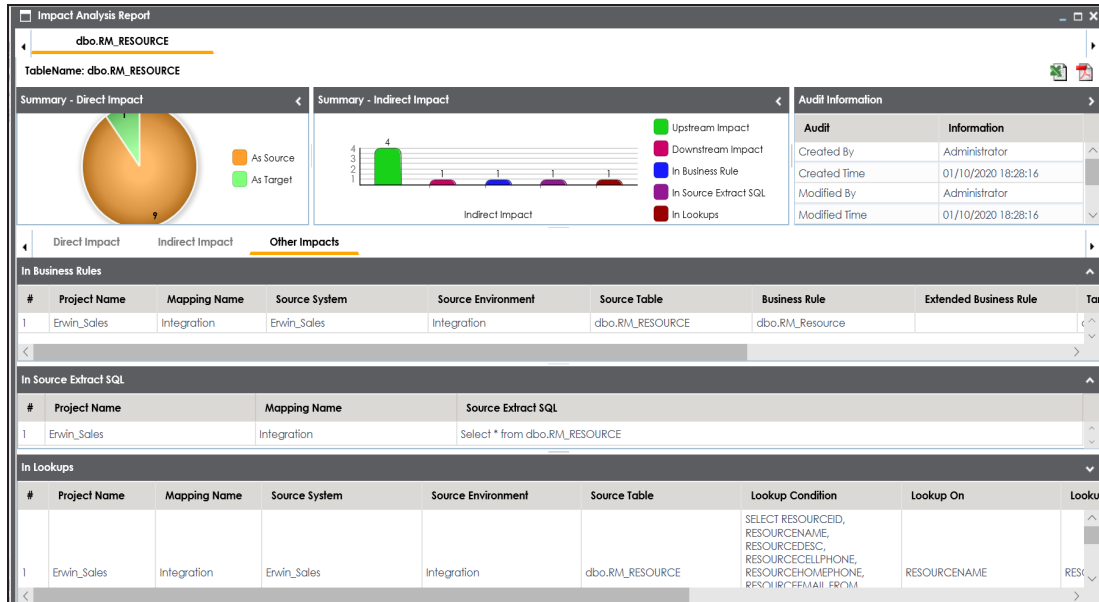 Impact Analysis Report
dbo.RM_RESOURCE
TableName: dbo.RM_RESOURCE
Summary - Direct Impact
1
9
As Source
As Target
Summary - Indirect Impact
4
3
2
1
4 1 1 1 1
Indirect Impact
Upstream Impact
Downstream Impact
In Business Rule
In Source Extract SQL
In Lookups
Audit Information
Audit Information
Created By Administrator
Created Time 01/10/2020 18:28:16
Modified By Administrator
Modified Time 01/10/2020 18:28:16
Direct Impact Indirect Impact Other Impacts
In Business Rules
# Project Name Mapping Name Source System Source Environment Source Table Business Rule Extended Business Rule
1 Erwin_Sales Integration Erwin_Sales Integration dbo.RM_RESOURCE dbo.RM_Resource
In Source Extract SQL
# Project Name Mapping Name Source Extract SQL
1 Erwin_Sales Integration Select * from dbo.RM_RESOURCE
In Lookups
# Project Name Mapping Name Source System Source Environment Source Table Lookup Condition Lookup On
1 Erwin_Sales Integration Erwin_Sales Integration dbo.RM_RESOURCE SELECT RESOURCEID,
RESOURCENAME,
RESOURCEDESC,
RESOURCECELLPHONE,
RESOURCEHOMEPHONE,
RESOURCEEMAIL FROM
RESOURCENAME